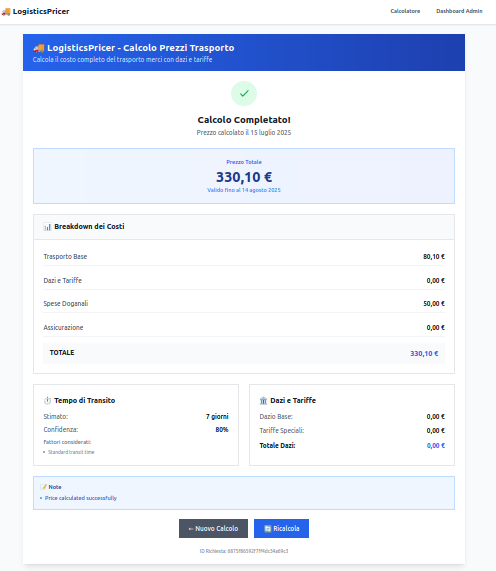 🚚 LogisticsPricer
Calcolatore
Dashboard Admin
🚚 LogisticsPricer - Calcolo Prezzi Trasporto
Calcola il costo completo del trasporto merci con dazi e tariffe
Calcolo Completato!
Prezzo calcolato il 15 luglio 2025
Prezzo Totale
330,10 €
Valido fino al 14 agosto 2025
📊 Breakdown dei Costi
Trasporto Base 80,10 €
Dazi e Tariffe 0,00 €
Spese Doganali 50,00 €
Assicurazione 0,00 €
TOTALE 330,10 €
⏱️ Tempo di Transito
Stimato: 7 giorni
Confidenza: 80%
Fattori considerati:
• Standard transit time
🏛️ Dazi e Tariffe
Dazio Base: 0,00 €
Tariffe Speciali: 0,00 €
Totale Dazi: 0,00 €
📝 Note
• Price calculated successfully
← Nuovo Calcolo
🔄 Ricalcola
ID Richiesta: